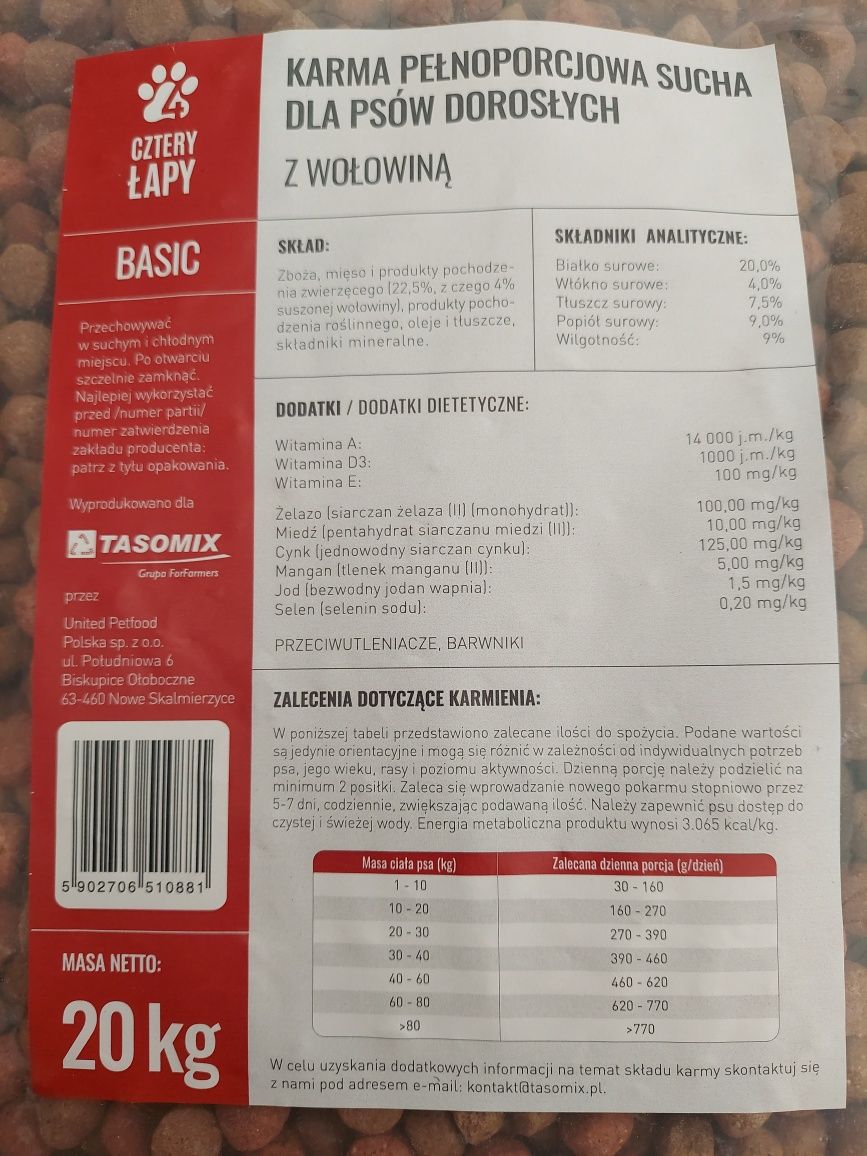 4
CZTERY
ŁAPY
BASIC
Przechowywać
w suchym i chłodnym
miejscu. Po otwarciu
szczelnie zamknąć.
Najlepiej wykorzystać
przed /numer partii/
numer zatwierdzenia
zakładu producenta:
patrz z tyłu opakowania.
Wyprodukowano dla
TASOMIX
Grupa ForFarmers
przez
United Petfood
Polska sp. z o.o.
ul. Południowa 6
Biskupice Ołoboczne
63-460 Nowe Skalmierzyce
5 902706 510881
MASA NETTO:
20 kg
KARMA PEŁNOPORCJOWA SUCHA
DLA PSÓW DOROSŁYCH
Z WOŁOWINĄ
SKŁAD:
Zboża, mięso i produkty pochodze-
nia zwierzęcego (22,5%, z czego 4%
suszonej wołowiny), produkty pocho-
dzenia roślinnego, oleje i tłuszcze,
składniki mineralne.
SKŁADNIKI ANALITYCZNE:
Białko surowe: 20,0%
Włókno surowe: 4,0%
Tłuszcz surowy: 7,5%
Popiół surowy: 9,0%
Wilgotność: 9%
DODATKI / DODATKI DIETETYCZNE:
Witamina A: 14 000 j.m./kg
Witamina D3: 1000 j.m./kg
Witamina E: 100 mg/kg
Żelazo (siarczan żelaza (II) (monohydrat)): 100,00 mg/kg
Miedź (pentahydrat siarczanu miedzi (II)): 10,00 mg/kg
Cynk (jednowodny siarczan cynku): 125,00 mg/kg
Mangan (tlenek manganu (II)): 5,00 mg/kg
Jod (bezwodny jodan wapnia): 1,5 mg/kg
Selen (selenin sodu): 0,20 mg/kg
PRZECIWUTLENIACZE, BARWNIKI
ZALECENIA DOTYCZĄCE KARMIENIA:
W poniższej tabeli przedstawiono zalecane ilości do spożycia. Podane wartości
są jedynie orientacyjne i mogą się różnić w zależności od indywidualnych potrzeb
psa, jego wieku, rasy i poziomu aktywności. Dzienną porcję należy podzielić na
minimum 2 posiłki. Zaleca się wprowadzanie nowego pokarmu stopniowo przez
5-7 dni, codziennie, zwiększając podawaną ilość. Należy zapewnić psu dostęp do
czystej i świeżej wody. Energia metaboliczna produktu wynosi 3.065 kcal/kg.
Masa ciała psa (kg) Zalecana dzienna porcja (g/dzień)
1 - 10 30 - 160
10 - 20 160 - 270
20 - 30 270 - 390
30 - 40 390 - 460
40 - 60 460 - 620
60 - 80 620 - 770
>80 >770
W celu uzyskania dodatkowych informacji na temat składu karmy skontaktuj się
z nami pod adresem e-mail: kontakt@tasomix.pl.